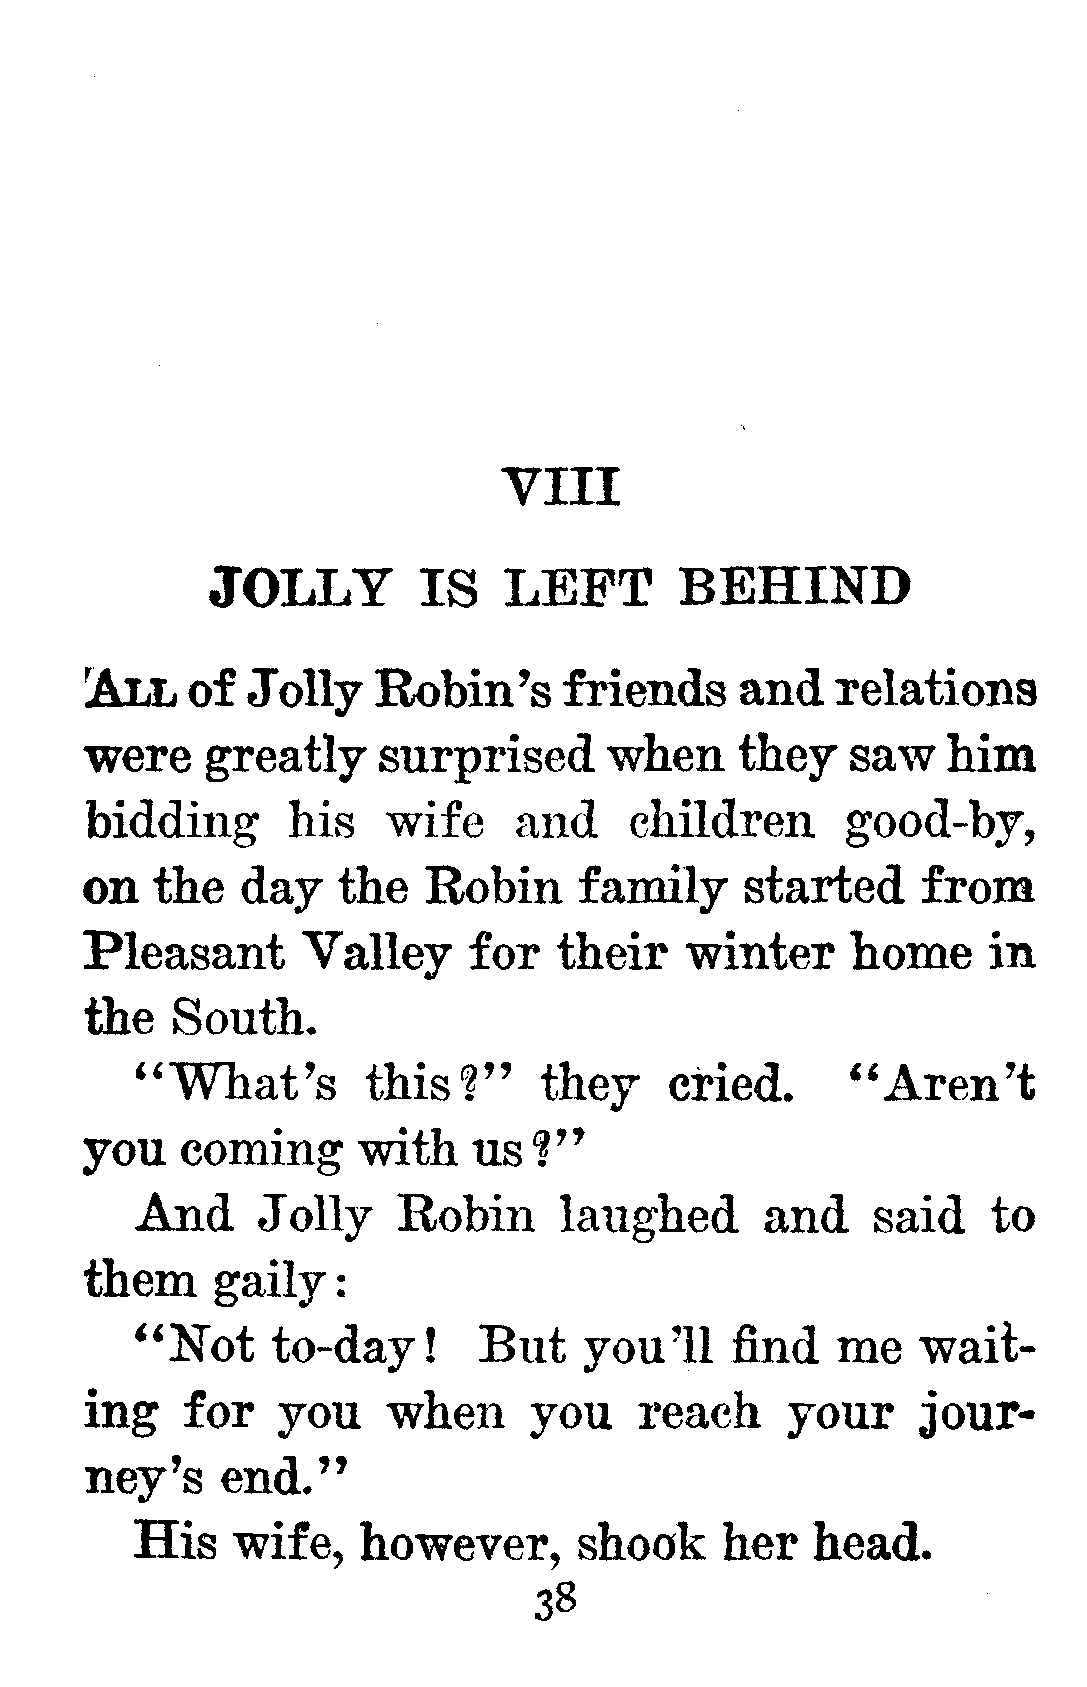 VIII
JOLLY IS LEFT BEHIND
ALL of Jolly Robin's friends and relations
were greatly surprised when they saw him
bidding his wife and children good-by,
on the day the Robin family started from
Pleasant Valley for their winter home in
the South.
"What's this?" they cried. "Aren't
you coming with us?"
And Jolly Robin laughed and said to
them gaily:
"Not to-day! But you'll find me wait-
ing for you when you reach your jour-
ney's end."
His wife, however, shook her head.
38